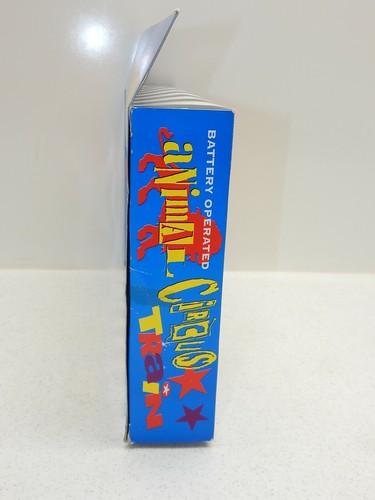 BATTERY OPERATED
aNimAL
CiRCUS
TRaiN